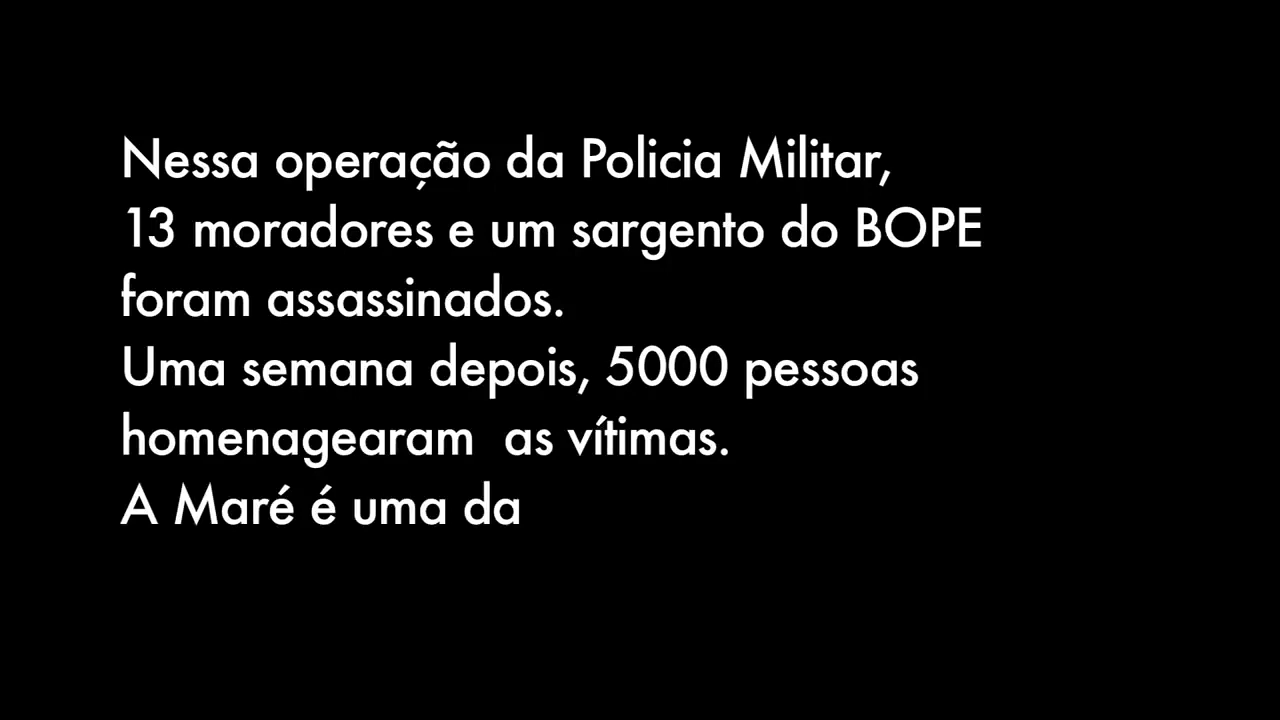 Nessa operação da Policia Militar,
13 moradores e um sargento do BOPE
foram assassinados.
Uma semana depois, 5000 pessoas
homenagearam  as vítimas.
A Maré é uma da